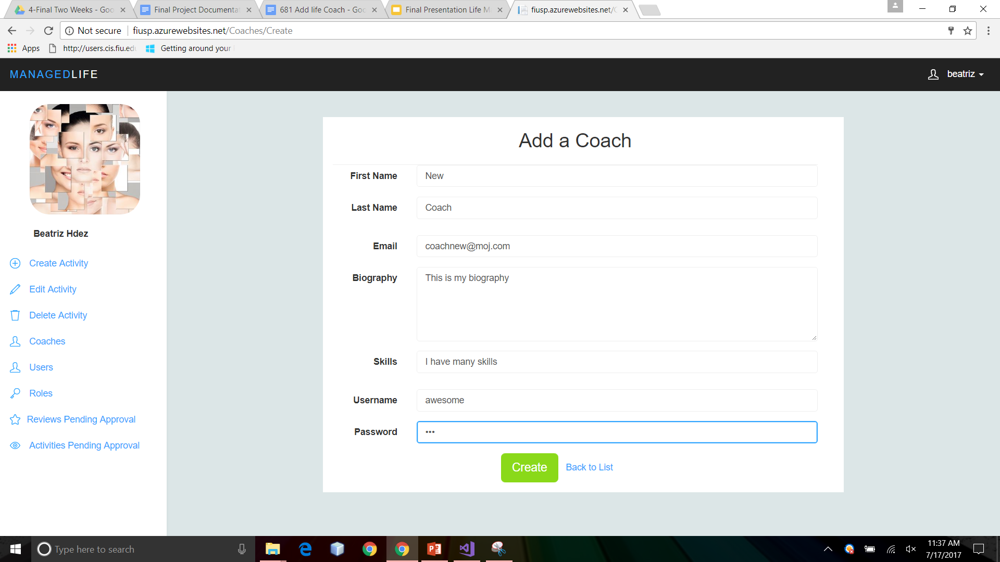 4-Final Two Weeks - Goo
Final Project Documenta
681 Add life Coach - Goo
Final Presentation Life M
fiusp.azurewebsites.net/C
Not secure
fiusp.azurewebsites.net/Coaches/Create
Apps
http://users.cis.fiu.edu
Getting around your
MANAGEDLIFE
beatriz
Beatriz Hdez
Create Activity
Edit Activity
Delete Activity
Coaches
Users
Roles
Reviews Pending Approval
Activities Pending Approval
Add a Coach
First Name New
Last Name Coach
Email coachnew@moj.com
Biography This is my biography
Skills I have many skills
Username awesome
Password •••
Create Back to List
Type here to search
11:37 AM
7/17/2017